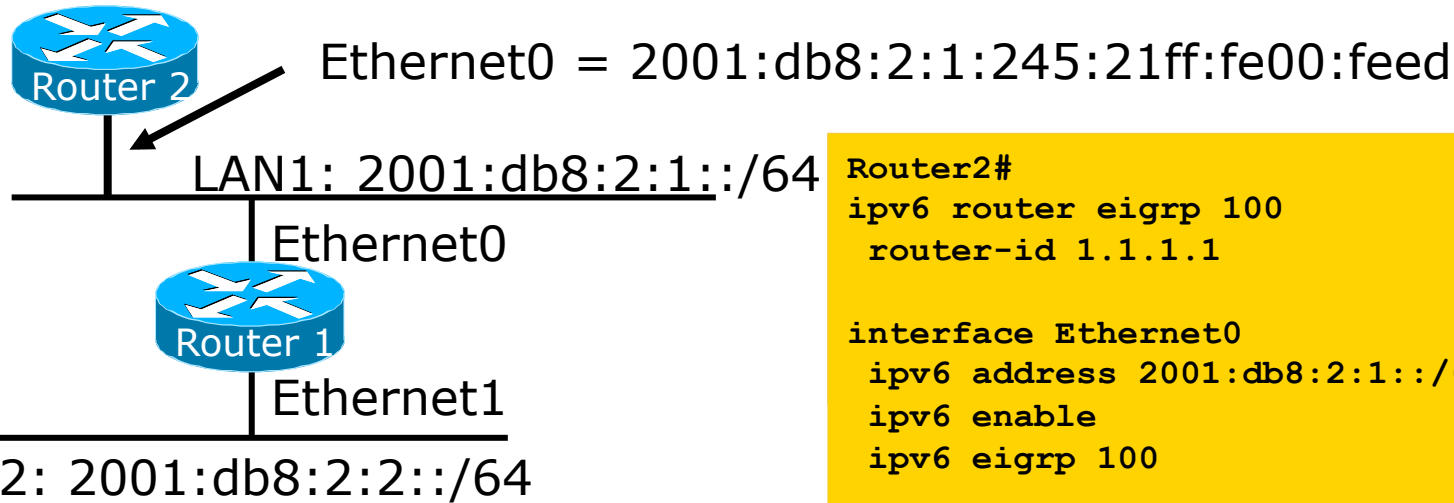 Router 2
Ethernet0 = 2001:db8:2:1:245:21ff:fe00:feed
LAN1: 2001:db8:2:1::/64
Ethernet0
Router 1
Ethernet1
2: 2001:db8:2:2::/64
Router2#
ipv6 router eigrp 100
router-id 1.1.1.1
interface Ethernet0
ipv6 address 2001:db8:2:1::/
ipv6 enable
ipv6 eigrp 100